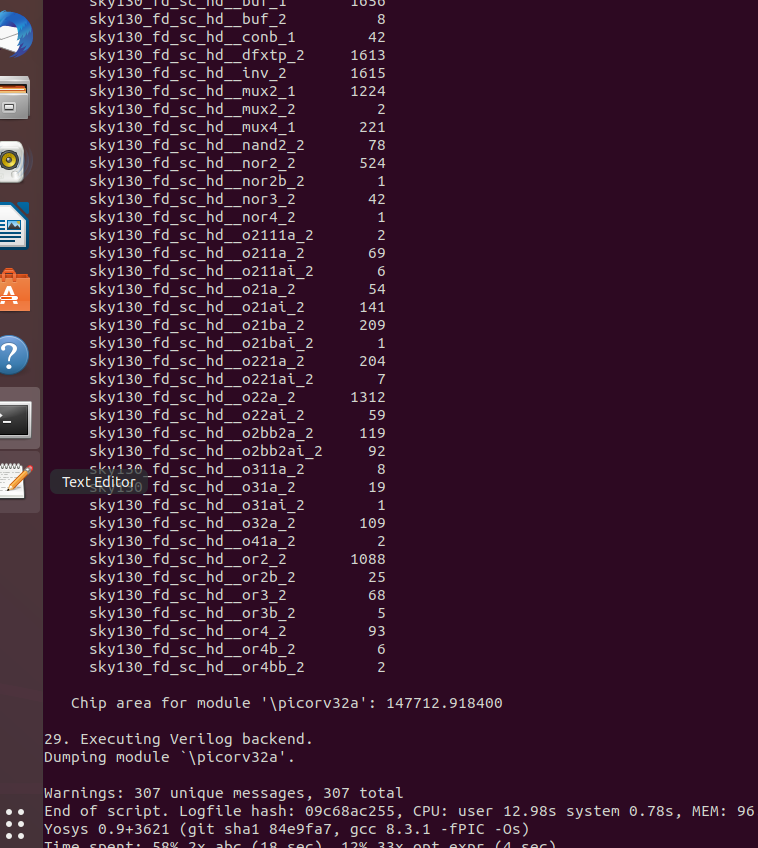 sky130_fd_sc_hd__buf_1 1656
sky130_fd_sc_hd__buf_2 8
sky130_fd_sc_hd__conb_1 42
sky130_fd_sc_hd__dfxtp_2 1613
sky130_fd_sc_hd__inv_2 1615
sky130_fd_sc_hd__mux2_1 1224
sky130_fd_sc_hd__mux2_2 2
sky130_fd_sc_hd__mux4_1 221
sky130_fd_sc_hd__nand2_2 78
sky130_fd_sc_hd__nor2_2 524
sky130_fd_sc_hd__nor2b_2 1
sky130_fd_sc_hd__nor3_2 42
sky130_fd_sc_hd__nor4_2 1
sky130_fd_sc_hd__o2111a_2 2
sky130_fd_sc_hd__o211a_2 69
sky130_fd_sc_hd__o211ai_2 6
sky130_fd_sc_hd__o21a_2 54
sky130_fd_sc_hd__o21ai_2 141
sky130_fd_sc_hd__o21ba_2 209
sky130_fd_sc_hd__o21bai_2 1
sky130_fd_sc_hd__o221a_2 204
sky130_fd_sc_hd__o221ai_2 7
sky130_fd_sc_hd__o22a_2 1312
sky130_fd_sc_hd__o22ai_2 59
sky130_fd_sc_hd__o2bb2a_2 119
sky130_fd_sc_hd__o2bb2ai_2 92
sky130_fd_sc_hd__o311a_2 8
Text Editor
sky130_fd_sc_hd__o31a_2 19
sky130_fd_sc_hd__o31ai_2 1
sky130_fd_sc_hd__o32a_2 109
sky130_fd_sc_hd__o41a_2 2
sky130_fd_sc_hd__or2_2 1088
sky130_fd_sc_hd__or2b_2 25
sky130_fd_sc_hd__or3_2 68
sky130_fd_sc_hd__or3b_2 5
sky130_fd_sc_hd__or4_2 93
sky130_fd_sc_hd__or4b_2 6
sky130_fd_sc_hd__or4bb_2 2
Chip area for module '\picorv32a': 147712.918400
29. Executing Verilog backend.
Dumping module `\picorv32a'.
Warnings: 307 unique messages, 307 total
End of script. Logfile hash: 09c68ac255, CPU: user 12.98s system 0.78s, MEM: 96
Yosys 0.9+3621 (git sha1 84e9fa7, gcc 8.3.1 -fPIC -Os)
Time spent: 58% 2x abc (18 sec), 12% 33x opt_expr (4 sec)